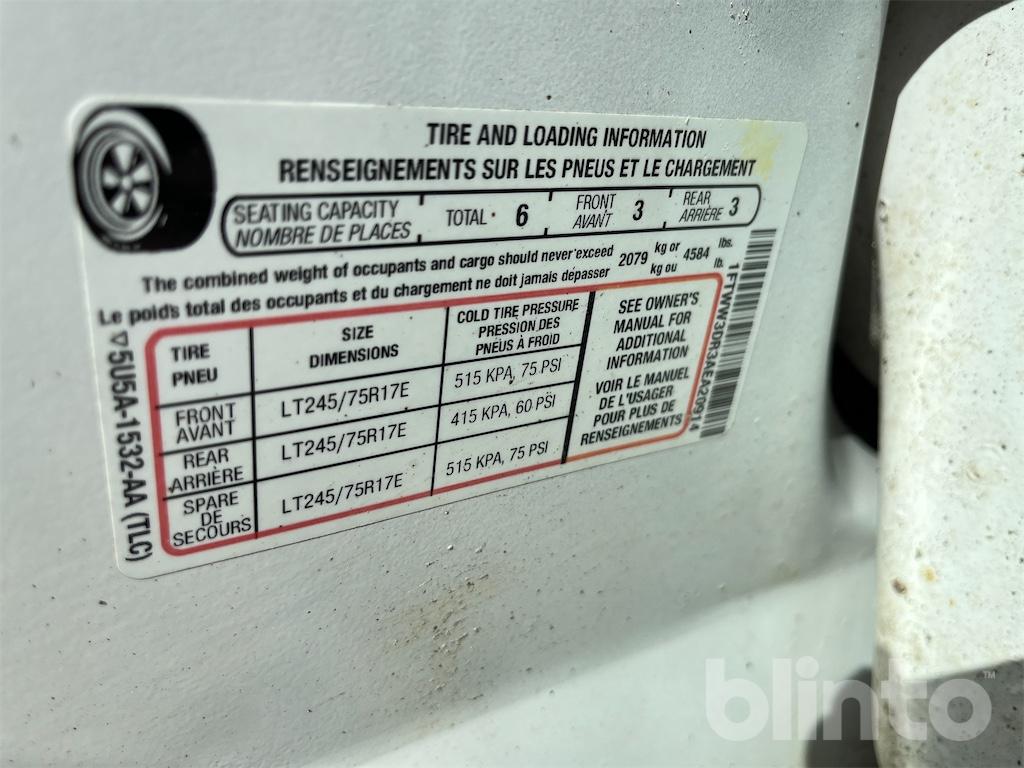 TIRE AND LOADING INFORMATION
RENSEIGNEMENTS SUR LES PNEUS ET LE CHARGEMENT
SEATING CAPACITY
NOMBRE DE PLACES
TOTAL 6
FRONT
AVANT 3
REAR
ARRIÈRE 3
The combined weight of occupants and cargo should never exceed 2079 kg or 4584 lbs.
Le poids total des occupants et du chargement ne doit jamais dépasser kg ou lb.
TIRE
PNEU
SIZE
DIMENSIONS
COLD TIRE PRESSURE
PRESSION DES
PNEUS À FROID
FRONT
AVANT
LT245/75R17E
515 KPA, 75 PSI
REAR
ARRIÈRE
LT245/75R17E
415 KPA, 60 PSI
SPARE
DE
SECOURS
LT245/75R17E
515 KPA, 75 PSI
SEE OWNER'S
MANUAL FOR
ADDITIONAL
INFORMATION
VOIR LE MANUEL
DE L'USAGER
POUR PLUS DE
RENSEIGNEMENTS
1FTWW3DR3AEA20914
5U5A-1532-AA (TLC)
blinto™